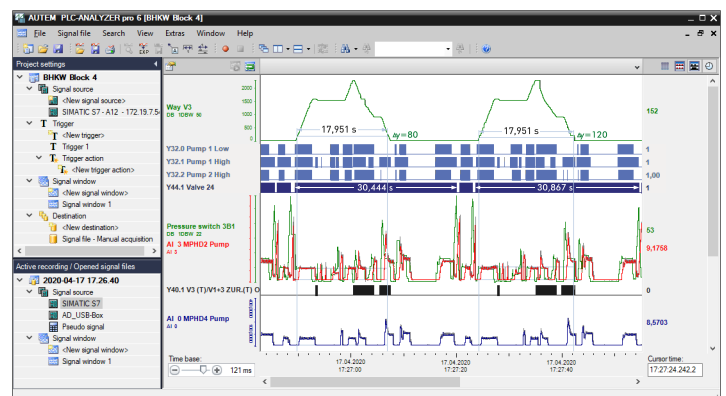 AUTEM PLC-ANALYZER pro 6 [BHKW Block 4]
File Signal file Search View Extras Window Help
Project settings
BHKW Block 4
Signal source
<New signal source>
SIMATIC S7 - A12 - 172.19.7.5
Trigger
<New trigger>
Trigger 1
Trigger action
<New trigger action>
Signal window
<New signal window>
Signal window 1
Destination
<New destination>
Signal file - Manual acquisition
Active recording / Opened signal files
2020-04-17 17.26.40
Signal source
SIMATIC S7
AD_USB-Box
Pseudo signal
Signal window
<New signal window>
Signal window 1
2000
1500
1000
500
0
Way V3
DB 1DBW 50
152
17,951 s
Δy=80
17,951 s
Δy=120
Y32.0 Pump 1 Low
1
Y32.1 Pump 1 High
1
Y32.2 Pump 2 High
1,00
Y44.1 Valve 24
30,444 s
30,867 s
1
Pressure switch 3B1
DB 1DBW 22
53
AI 3 MPHD2 Pump
AI 3
9,1758
Y40.1 V3 (T)/V1+3 ZUR.(T) O
0
AI 0 MPHD4 Pump
AI 0
8,5703
Time base:
121 ms
17.04.2020
17:27:00
17.04.2020
17:27:20
17.04.2020
17:27:40
Cursor time:
17:27:24.242,2